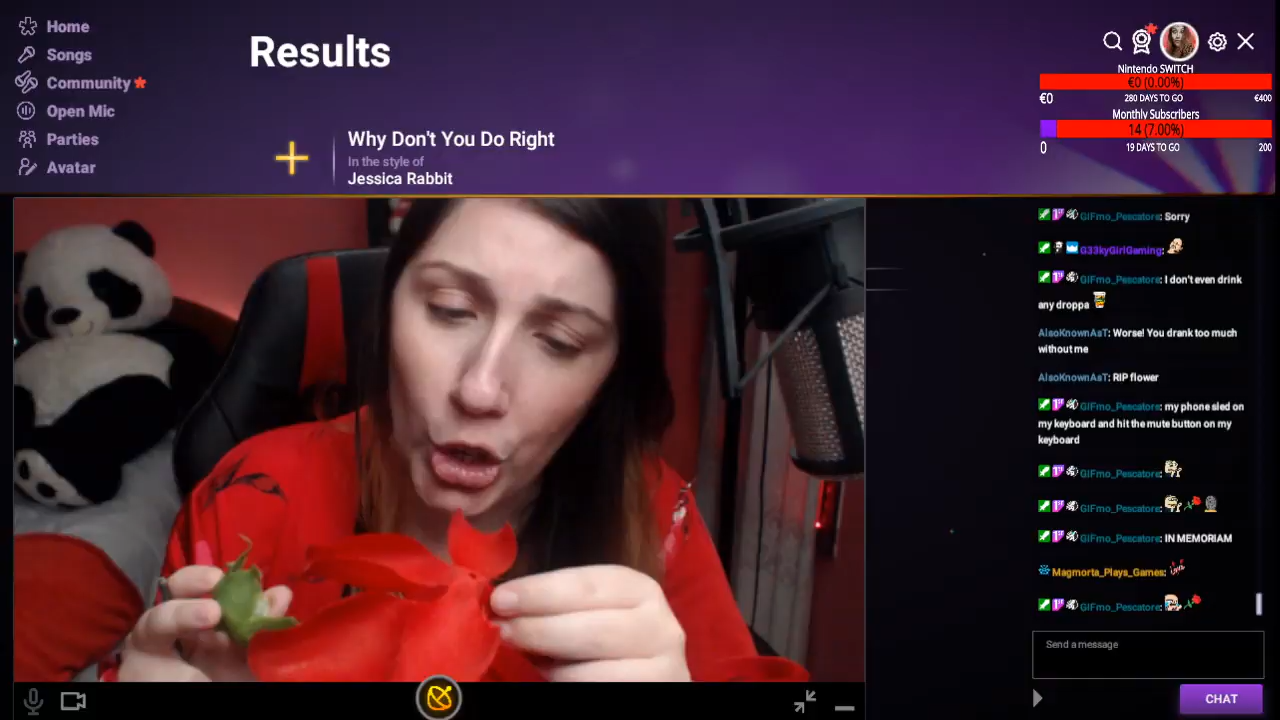 Home
Songs
Community
Open Mic
Parties
Avatar
Results
Why Don't You Do Right
In the style of
Jessica Rabbit
Nintendo SWITCH
€0 (0.00%)
€0
280 DAYS TO GO
€400
Monthly Subscribers
14 (7.00%)
0
19 DAYS TO GO
200
GIFmo_Pescatore: Sorry
G33kyGirlGaming:
GIFmo_Pescatore: I don't even drink
any droppa
AlsoKnownAsT: Worse! You drank too much
without me
AlsoKnownAsT: RIP flower
GIFmo_Pescatore: my phone sled on
my keyboard and hit the mute button on my
keyboard
GIFmo_Pescatore:
GIFmo_Pescatore:
GIFmo_Pescatore: IN MEMORIAM
Magmorta_Plays_Games:
GIFmo_Pescatore:
Send a message
CHAT